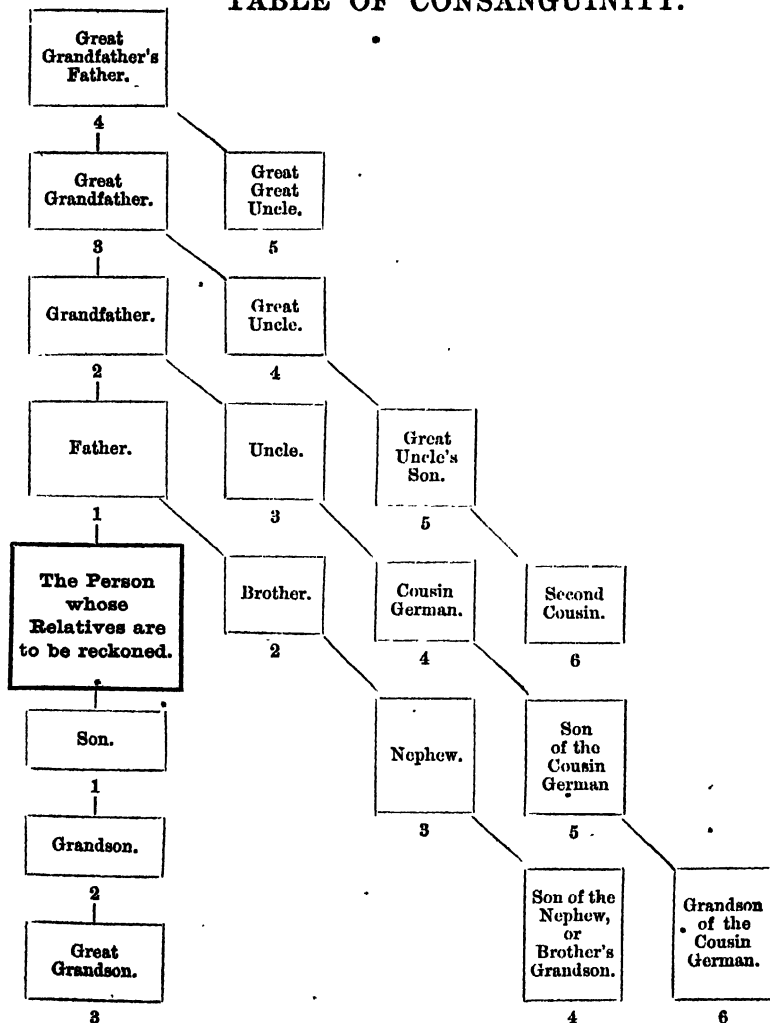 TABLE OF CONSANGUINITY.
Great
Grandfather's
Father.
4
Great
Grandfather.
3
Great
Great
Uncle.
5
Grandfather.
2
Great
Uncle.
4
Father.
1
Uncle.
3
Great
Uncle's
Son.
5
The Person
whose
Relatives are
to be reckoned.
Brother.
2
Cousin
German.
4
Second
Cousin.
6
Son.
1
Nephew.
3
Son
of the
Cousin
German
5
Grandson.
2
Great
Grandson.
3
Son of the
Nephew,
or
Brother's
Grandson.
4
Grandson
of the
Cousin
German.
6